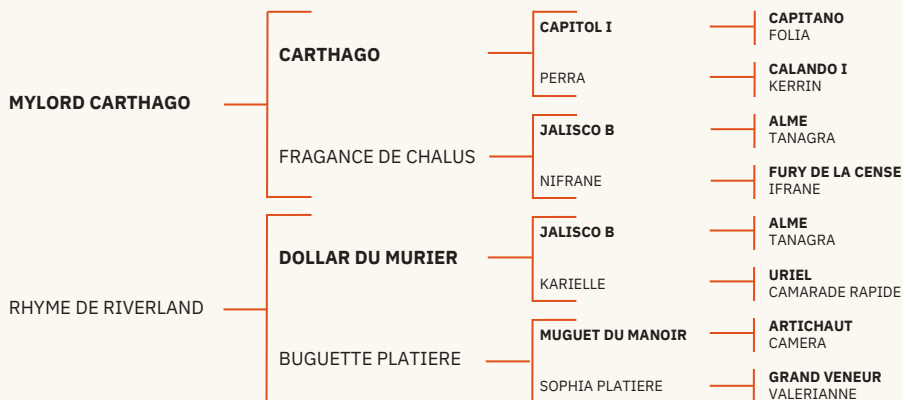 MYLORD CARTHAGO
CARTHAGO
CAPITOL I
CAPITANO
FOLIA
PERRA
CALANDO I
KERRIN
FRAGANCE DE CHALUS
JALISCO B
ALME
TANAGRA
NIFRANE
FURY DE LA CENSE
IFRANE
RHYME DE RIVERLAND
DOLLAR DU MURIER
JALISCO B
ALME
TANAGRA
KARIELLE
URIEL
CAMARADE RAPIDE
BUGUETTE PLATIERE
MUGUET DU MANOIR
ARTICHAUT
CAMERA
SOPHIA PLATIERE
GRAND VENEUR
VALERIANNE